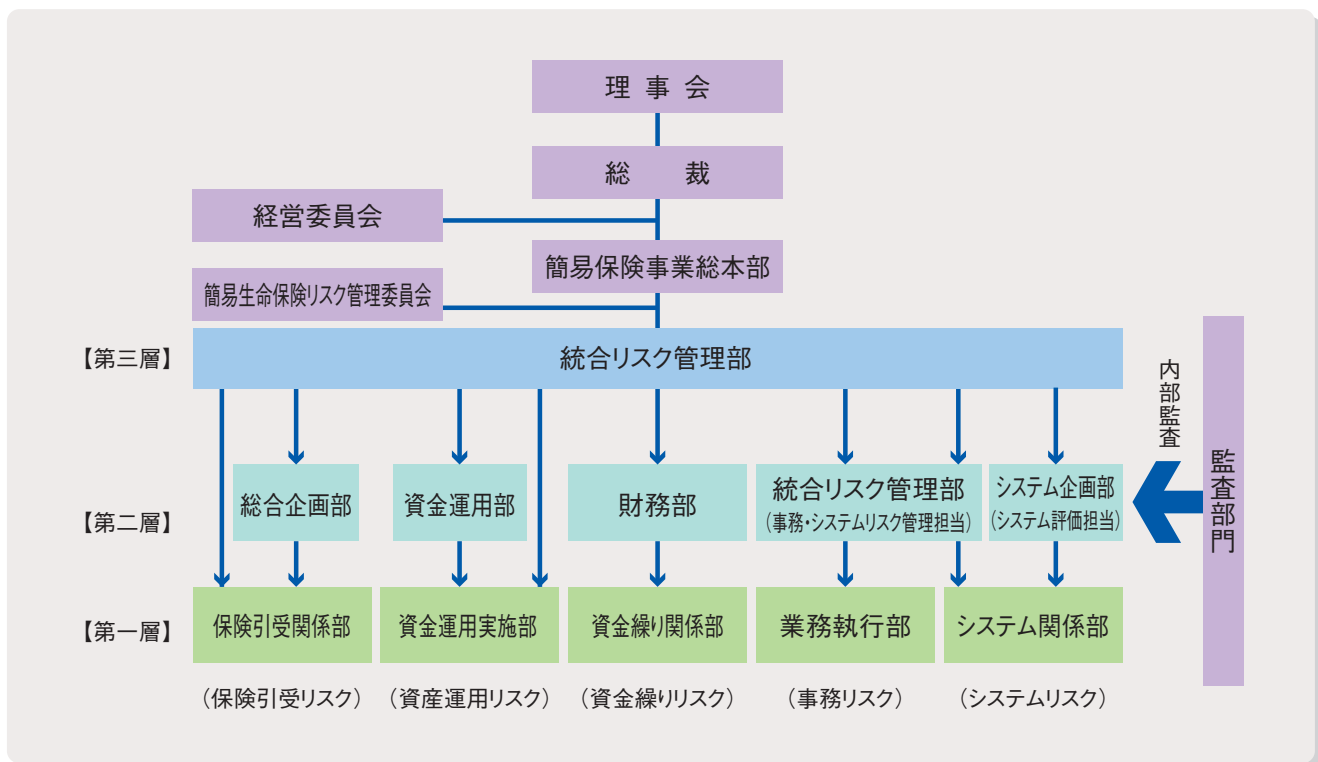 理事会
総裁
経営委員会
簡易保険事業総本部
簡易生命保険リスク管理委員会
【第三層】
統合リスク管理部
内部監査
監査部門
【第二層】
総合企画部
資金運用部
財務部
統合リスク管理部
(事務・システムリスク管理担当)
システム企画部
(システム評価担当)
【第一層】
保険引受関係部
資金運用実施部
資金繰り関係部
業務執行部
システム関係部
(保険引受リスク)
(資産運用リスク)
(資金繰りリスク)
(事務リスク)
(システムリスク)